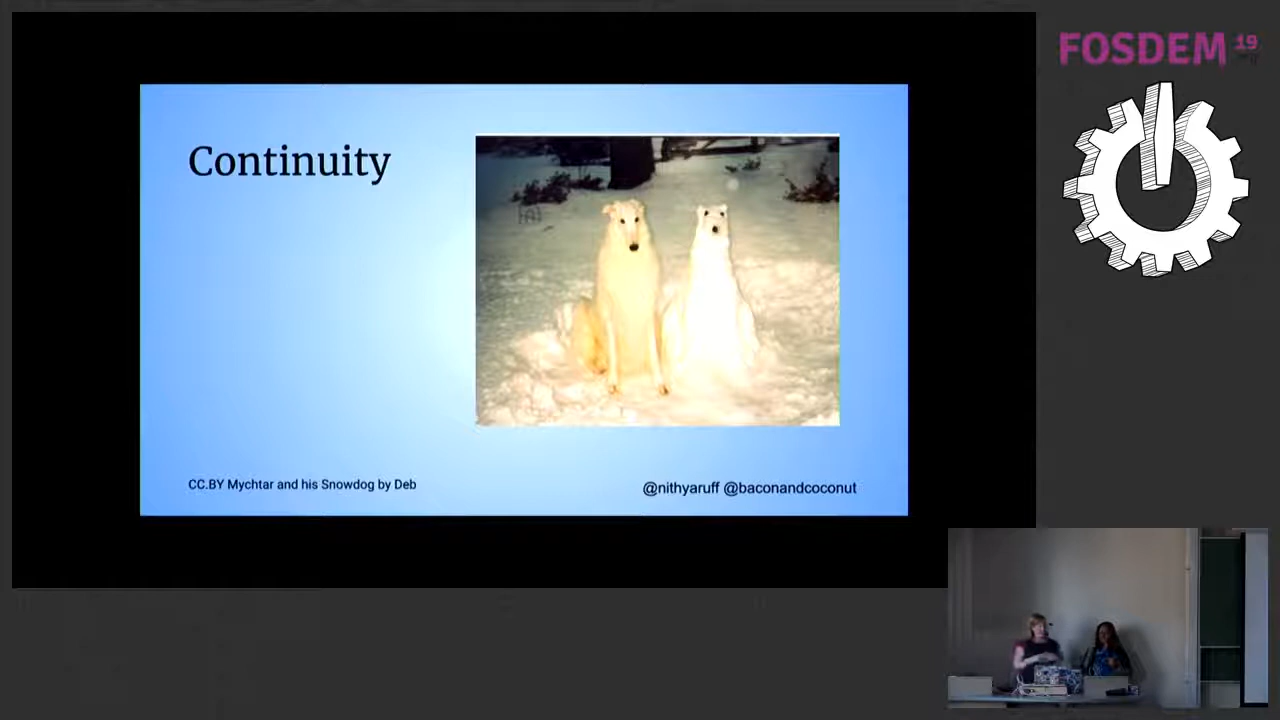 FOSDEM 19
Continuity
CC.BY Mychtar and his Snowdog by Deb
@nithyaruff @baconandcoconut